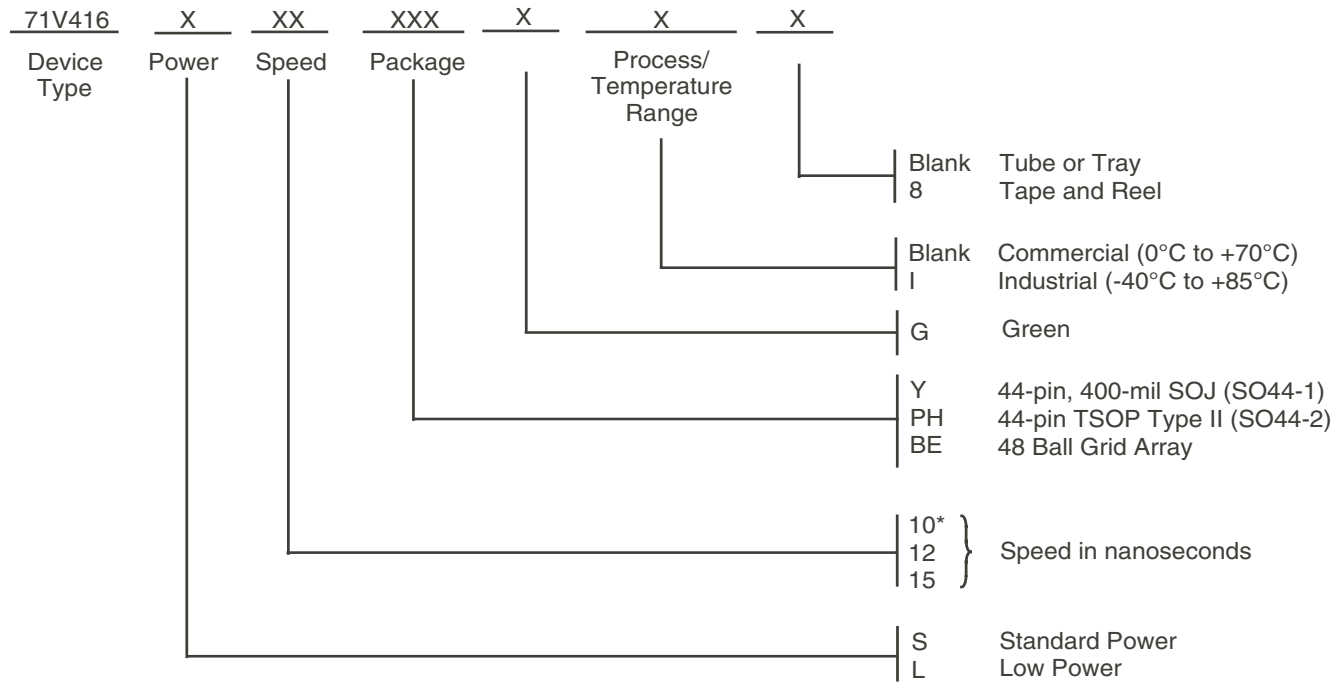 71V416 X XX XXX X X X
Device Type
Power
Speed
Package
Process/
Temperature
Range
Blank Tube or Tray
8 Tape and Reel
Blank Commercial (0°C to +70°C)
I Industrial (-40°C to +85°C)
G Green
Y 44-pin, 400-mil SOJ (SO44-1)
PH 44-pin TSOP Type II (SO44-2)
BE 48 Ball Grid Array
10*
12 Speed in nanoseconds
15
S Standard Power
L Low Power